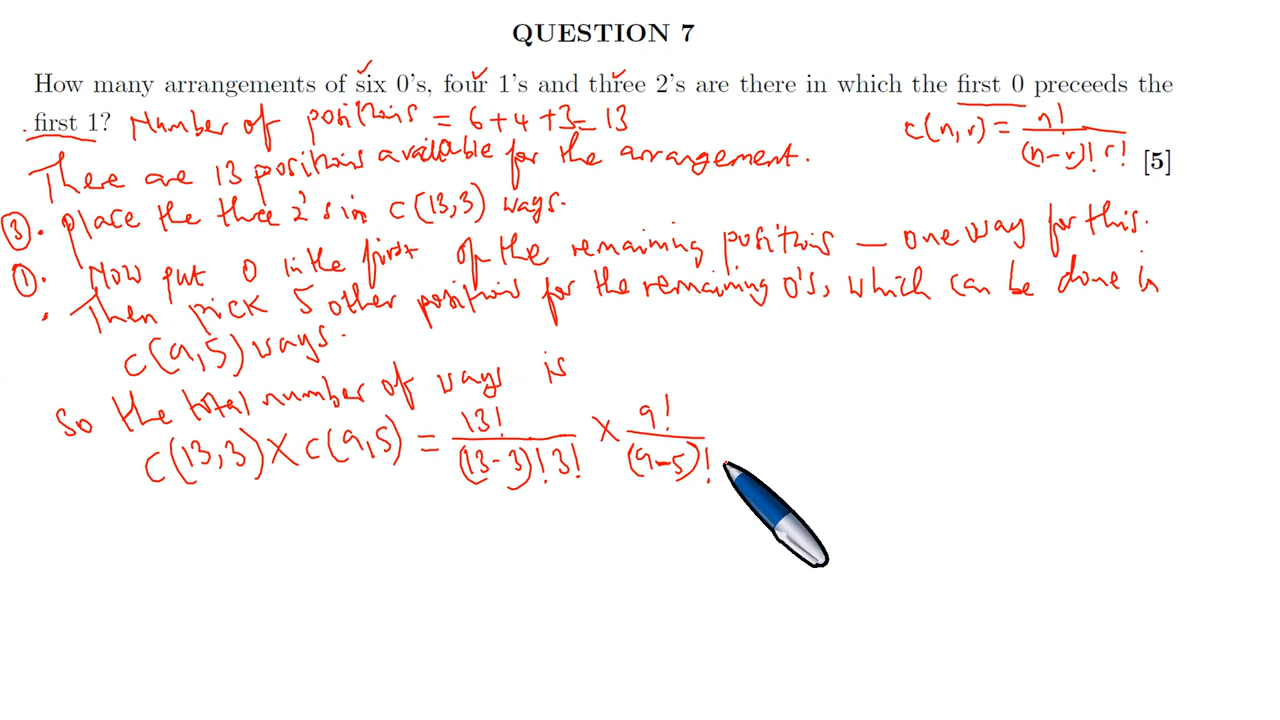 QUESTION 7
How many arrangements of six 0's, four 1's and three 2's are there in which the first 0 preceeds the
first 1? Number of positions = 6+4+3=13
c(n,r) = n! / (n-r)! r!
[5]
There are 13 positions available for the arrangement.
③. place the three 2's in c(13,3) ways.
①. Now put 0 in the first of the remaining positions — one way for this.
. Then pick 5 other positions for the remaining 0's, which can be done in
c(9,5) ways.
So the total number of ways is
c(13,3) × c(9,5) = 13! / (13-3)! 3! × 9! / (9-5)!